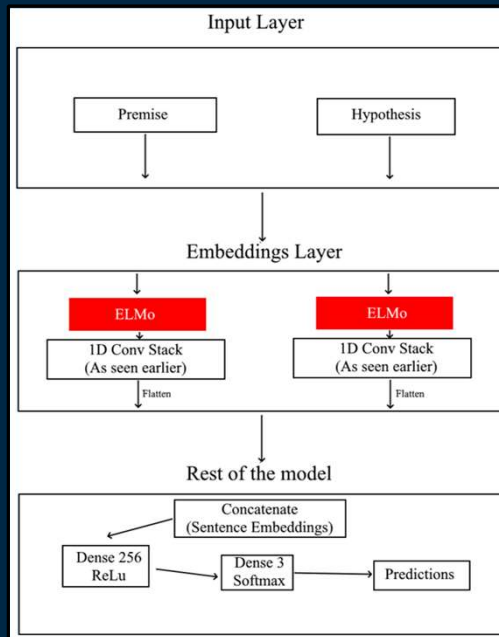 Input Layer
Premise
Hypothesis
Embeddings Layer
ELMo
ELMo
1D Conv Stack
(As seen earlier)
1D Conv Stack
(As seen earlier)
Flatten
Flatten
Rest of the model
Concatenate
(Sentence Embeddings)
Dense 256
ReLu
Dense 3
Softmax
Predictions